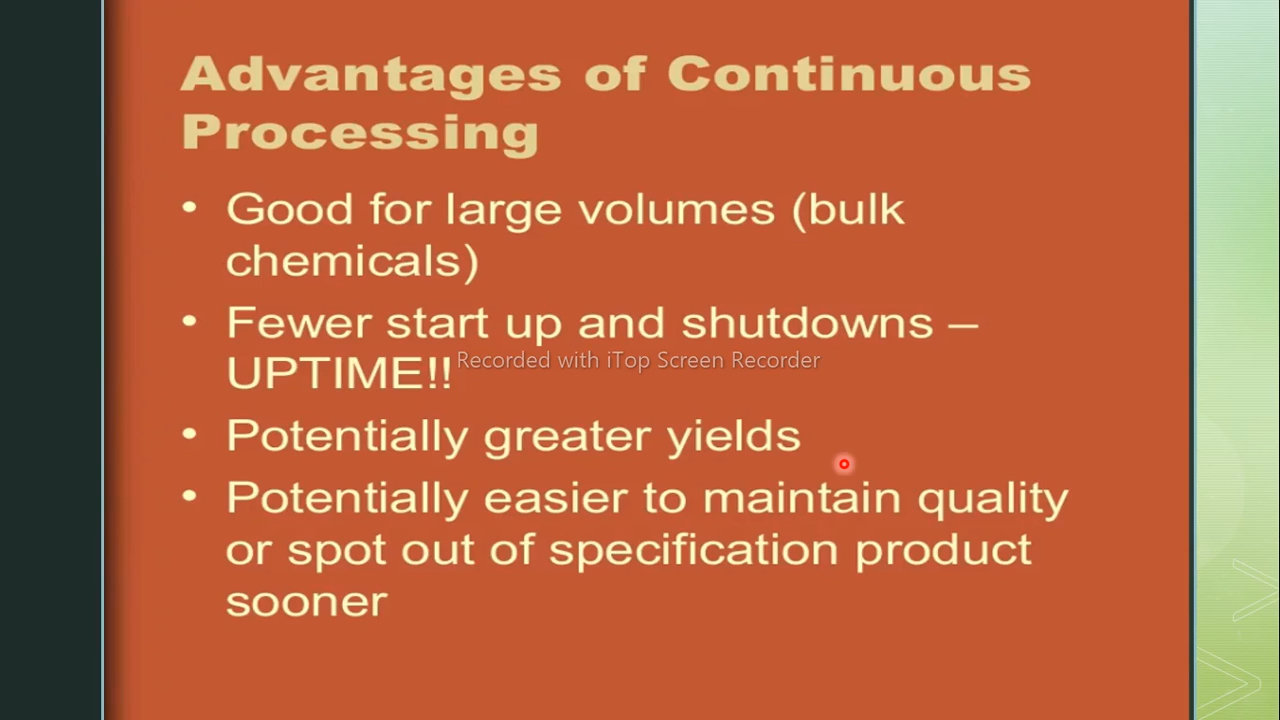 Advantages of Continuous
Processing
• Good for large volumes (bulk
chemicals)
• Fewer start up and shutdowns –
UPTIME!!
Recorded with iTop Screen Recorder
• Potentially greater yields
• Potentially easier to maintain quality
or spot out of specification product
sooner